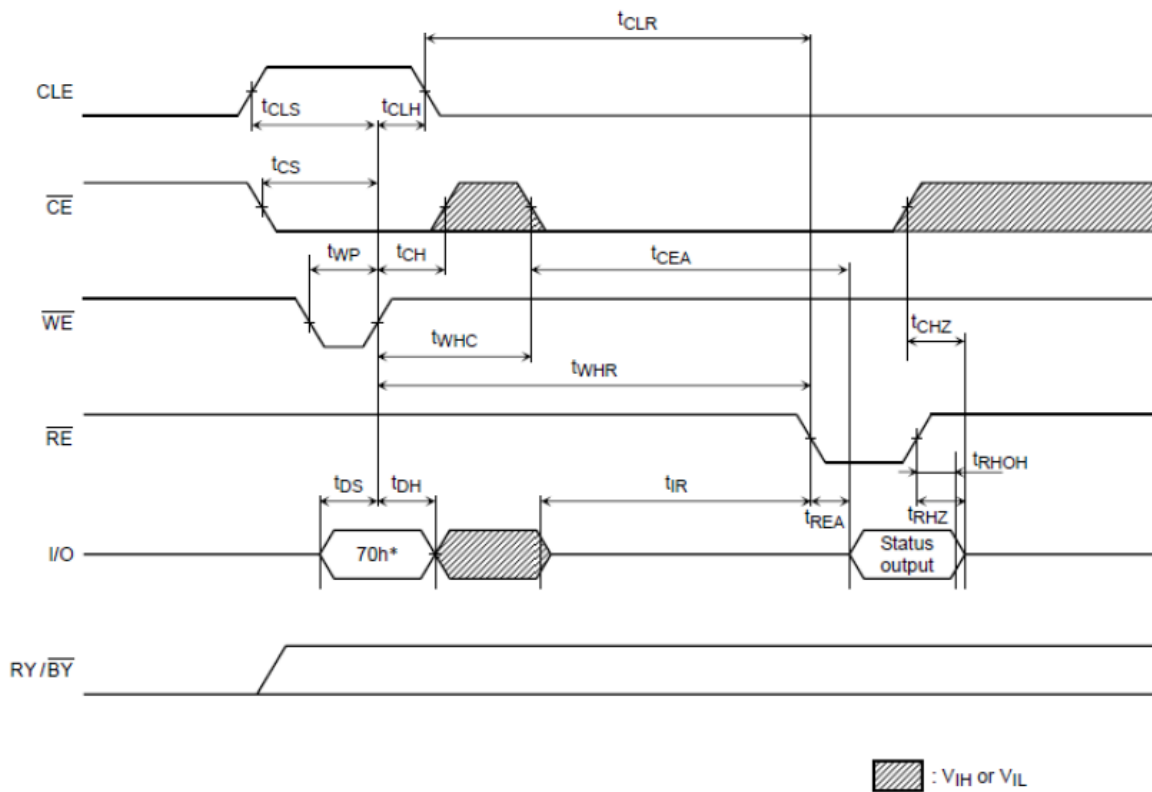 tCLR
CLE
tCLS
tCLH
tCS
CE
tWP
tCH
tCEA
WE
tCHZ
tWHC
tWHR
RE
tRHOH
tDS
tDH
tIR
tREA
tRHZ
I/O
70h*
Status
output
RY/BY
: VIH or VIL